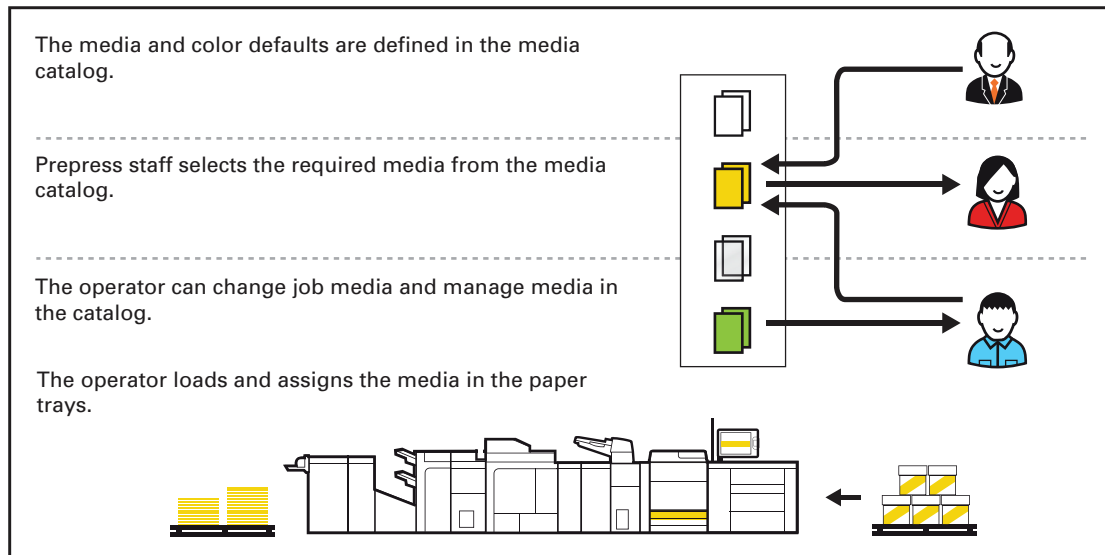 The media and color defaults are defined in the media
catalog.
Prepress staff selects the required media from the media
catalog.
The operator can change job media and manage media in
the catalog.
The operator loads and assigns the media in the paper
trays.